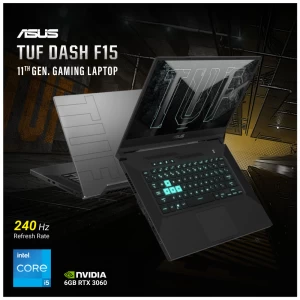 ASUS
TUF DASH F15
11TH GEN. GAMING LAPTOP
TUF
240 Hz
Refresh Rate
intel
CORE
i5
NVIDIA
6GB RTX 3060